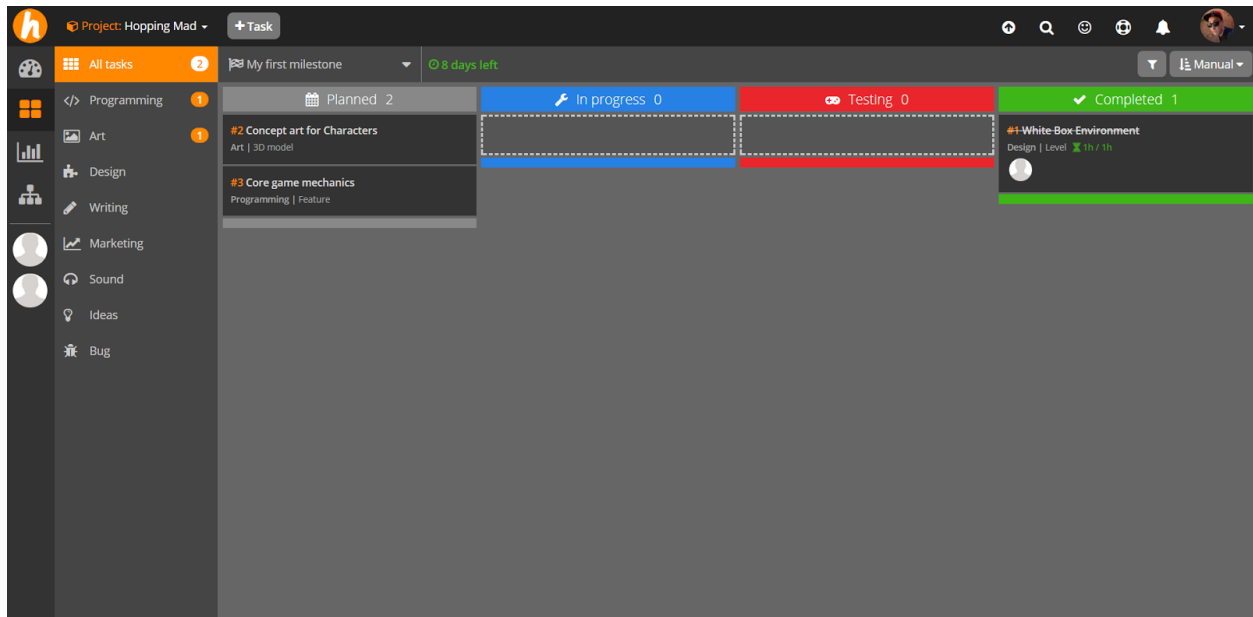 h
Project: Hopping Mad
+Task
All tasks 2
Programming 1
Art 1
Design
Writing
Marketing
Sound
Ideas
Bug
My first milestone
8 days left
Manual
Planned 2
#2 Concept art for Characters
Art | 3D model
#3 Core game mechanics
Programming | Feature
In progress 0
Testing 0
Completed 1
#1 White Box Environment
Design | Level 1h / 1h